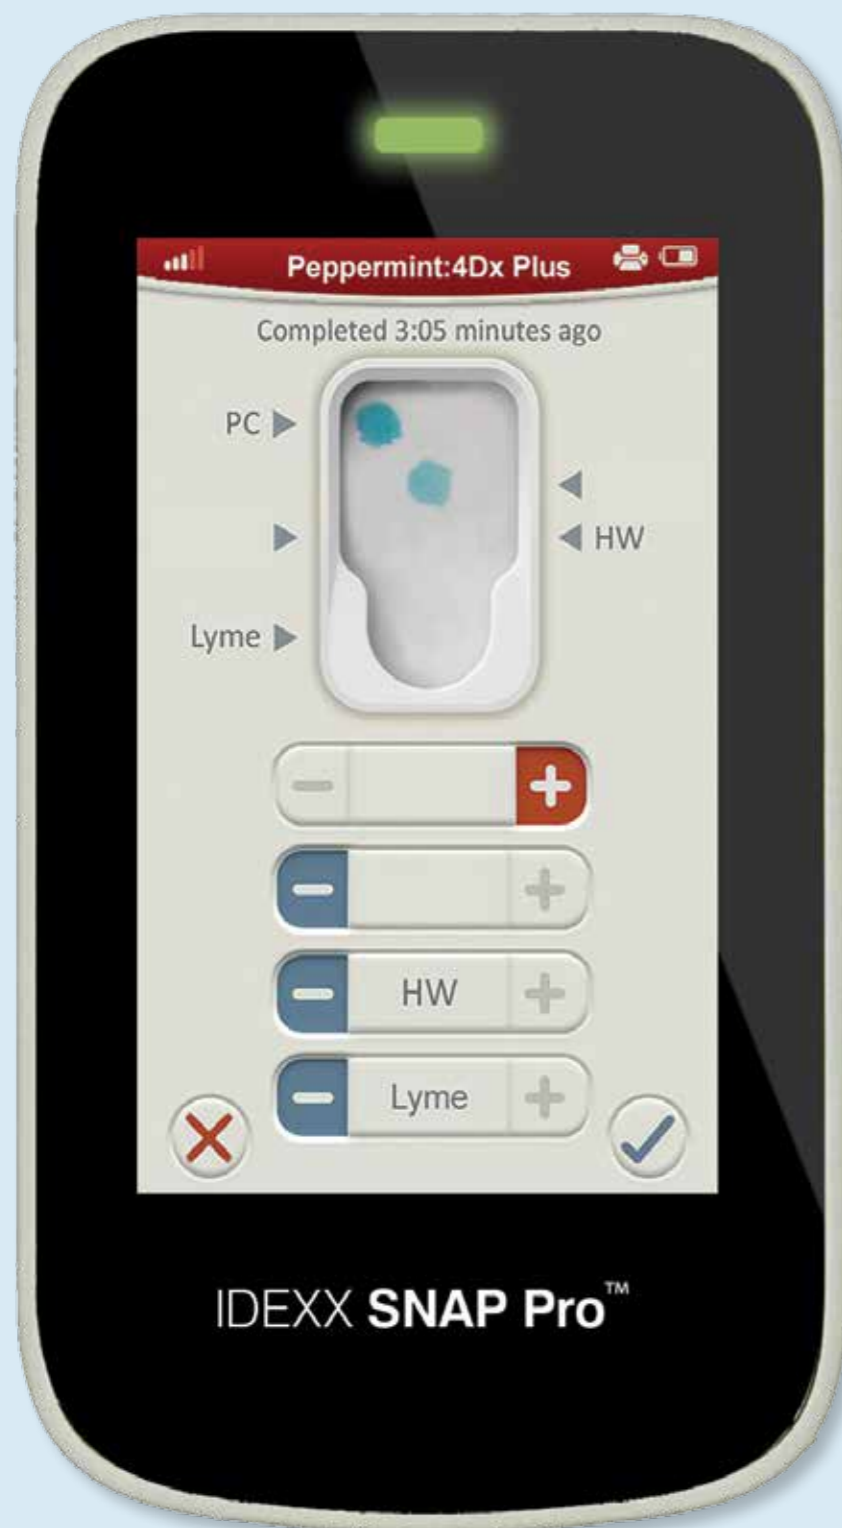 Peppermint:4Dx Plus
Completed 3:05 minutes ago
PC
HW
Lyme
HW
Lyme
IDEXX SNAP Pro™